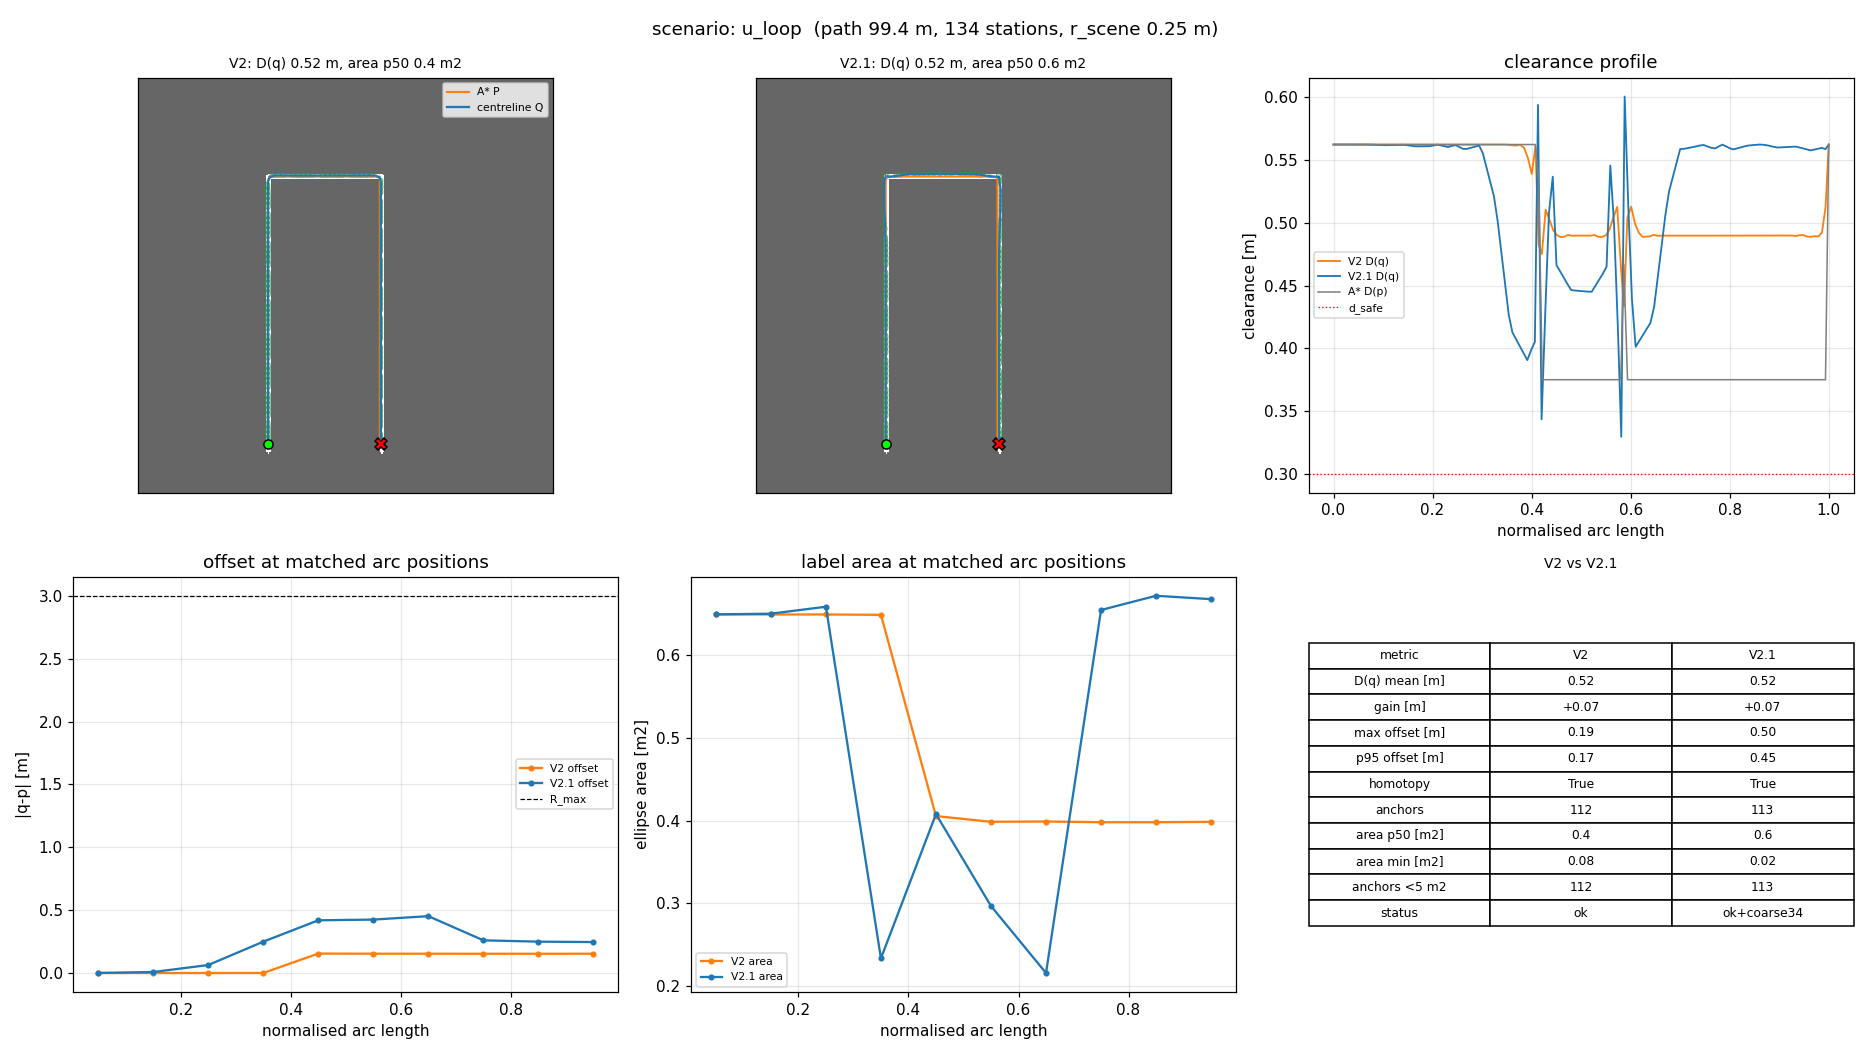 scenario: u_loop  (path 99.4 m, 134 stations, r_scene 0.25 m)
V2: D(q) 0.52 m, area p50 0.4 m2
A* P
centreline Q
V2.1: D(q) 0.52 m, area p50 0.6 m2
clearance profile
clearance [m]
0.60
0.55
0.50
0.45
0.40
0.35
0.30
V2 D(q)
V2.1 D(q)
A* D(p)
d_safe
0.0 0.2 0.4 0.6 0.8 1.0
normalised arc length
offset at matched arc positions
|q-p| [m]
3.0
2.5
2.0
1.5
1.0
0.5
0.0
V2 offset
V2.1 offset
R_max
0.2 0.4 0.6 0.8
normalised arc length
label area at matched arc positions
ellipse area [m2]
0.6
0.5
0.4
0.3
0.2
V2 area
V2.1 area
0.2 0.4 0.6 0.8
normalised arc length
V2 vs V2.1
metric V2 V2.1
D(q) mean [m] 0.52 0.52
gain [m] +0.07 +0.07
max offset [m] 0.19 0.50
p95 offset [m] 0.17 0.45
homotopy True True
anchors 112 113
area p50 [m2] 0.4 0.6
area min [m2] 0.08 0.02
anchors <5 m2 112 113
status ok ok+coarse34